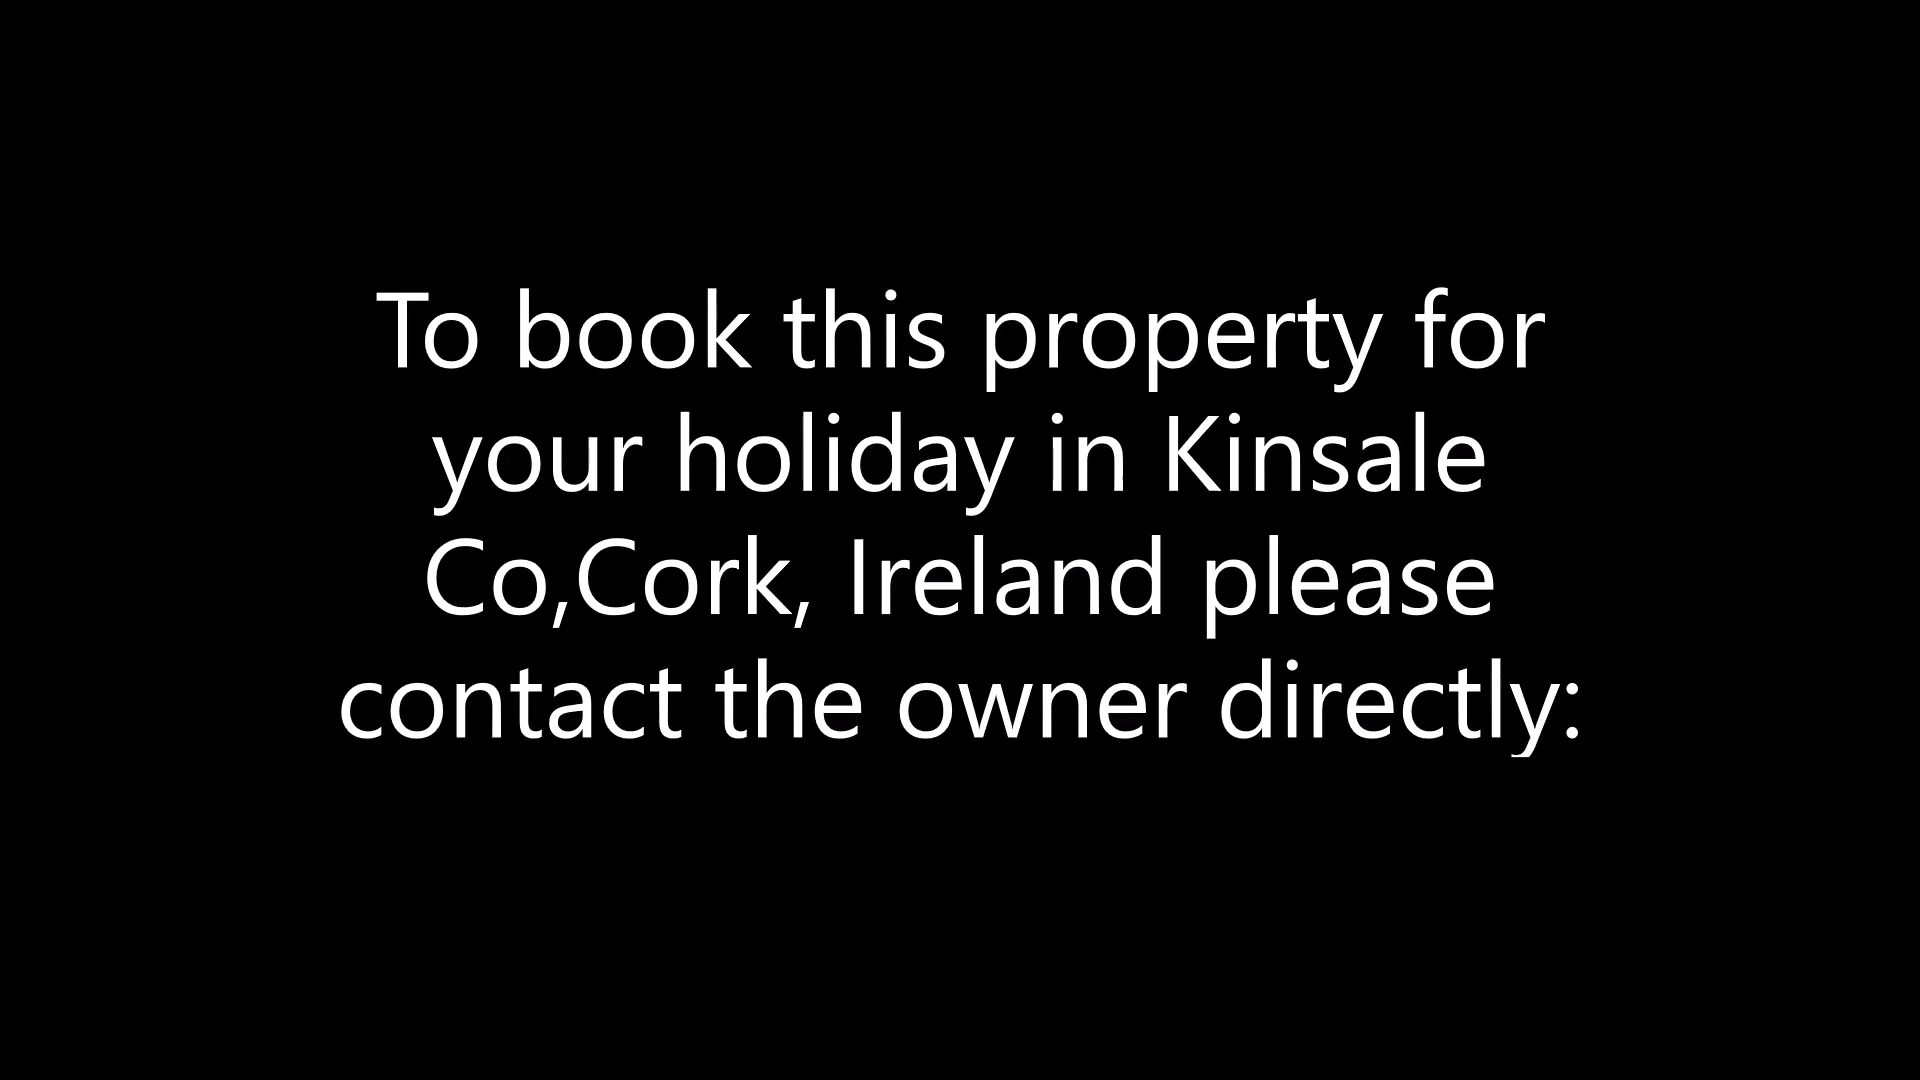 To book this property for
your holiday in Kinsale
Co,Cork, Ireland please
contact the owner directly: